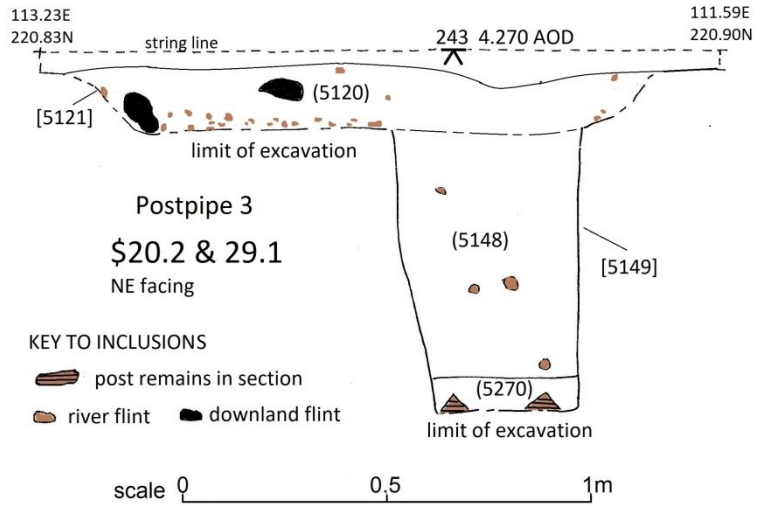 113.23E
220.83N
string line
243 4.270 AOD
111.59E
220.90N
(5120)
[5121]
limit of excavation
Postpipe 3
$20.2 & 29.1
NE facing
(5148)
[5149]
KEY TO INCLUSIONS
post remains in section
river flint
downland flint
(5270)
limit of excavation
scale 0 0.5 1m